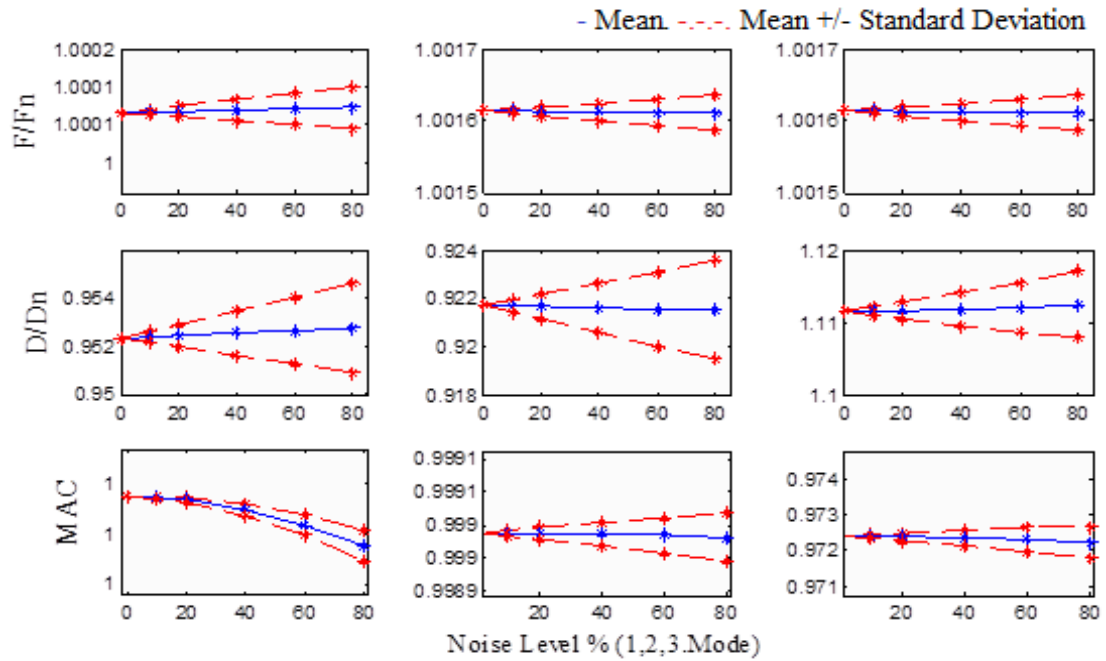 - Mean. -.-.-. Mean +/- Standard Deviation
F/Fn
1.0002
1.0001
1.0001
1
0 20 40 60 80
1.0017
1.0016
1.0015
0 20 40 60 80
1.0017
1.0016
1.0015
0 20 40 60 80
D/Dn
0.954
0.952
0.95
0 20 40 60 80
0.924
0.922
0.92
0.918
20 40 60 80
1.12
1.11
1.1
0 20 40 60 80
MAC
1
1
1
0 20 40 60 80
0.9991
0.9991
0.999
0.999
0.9989
20 40 60 80
0.974
0.973
0.972
0.971
20 40 60 80
Noise Level % (1,2,3.Mode)